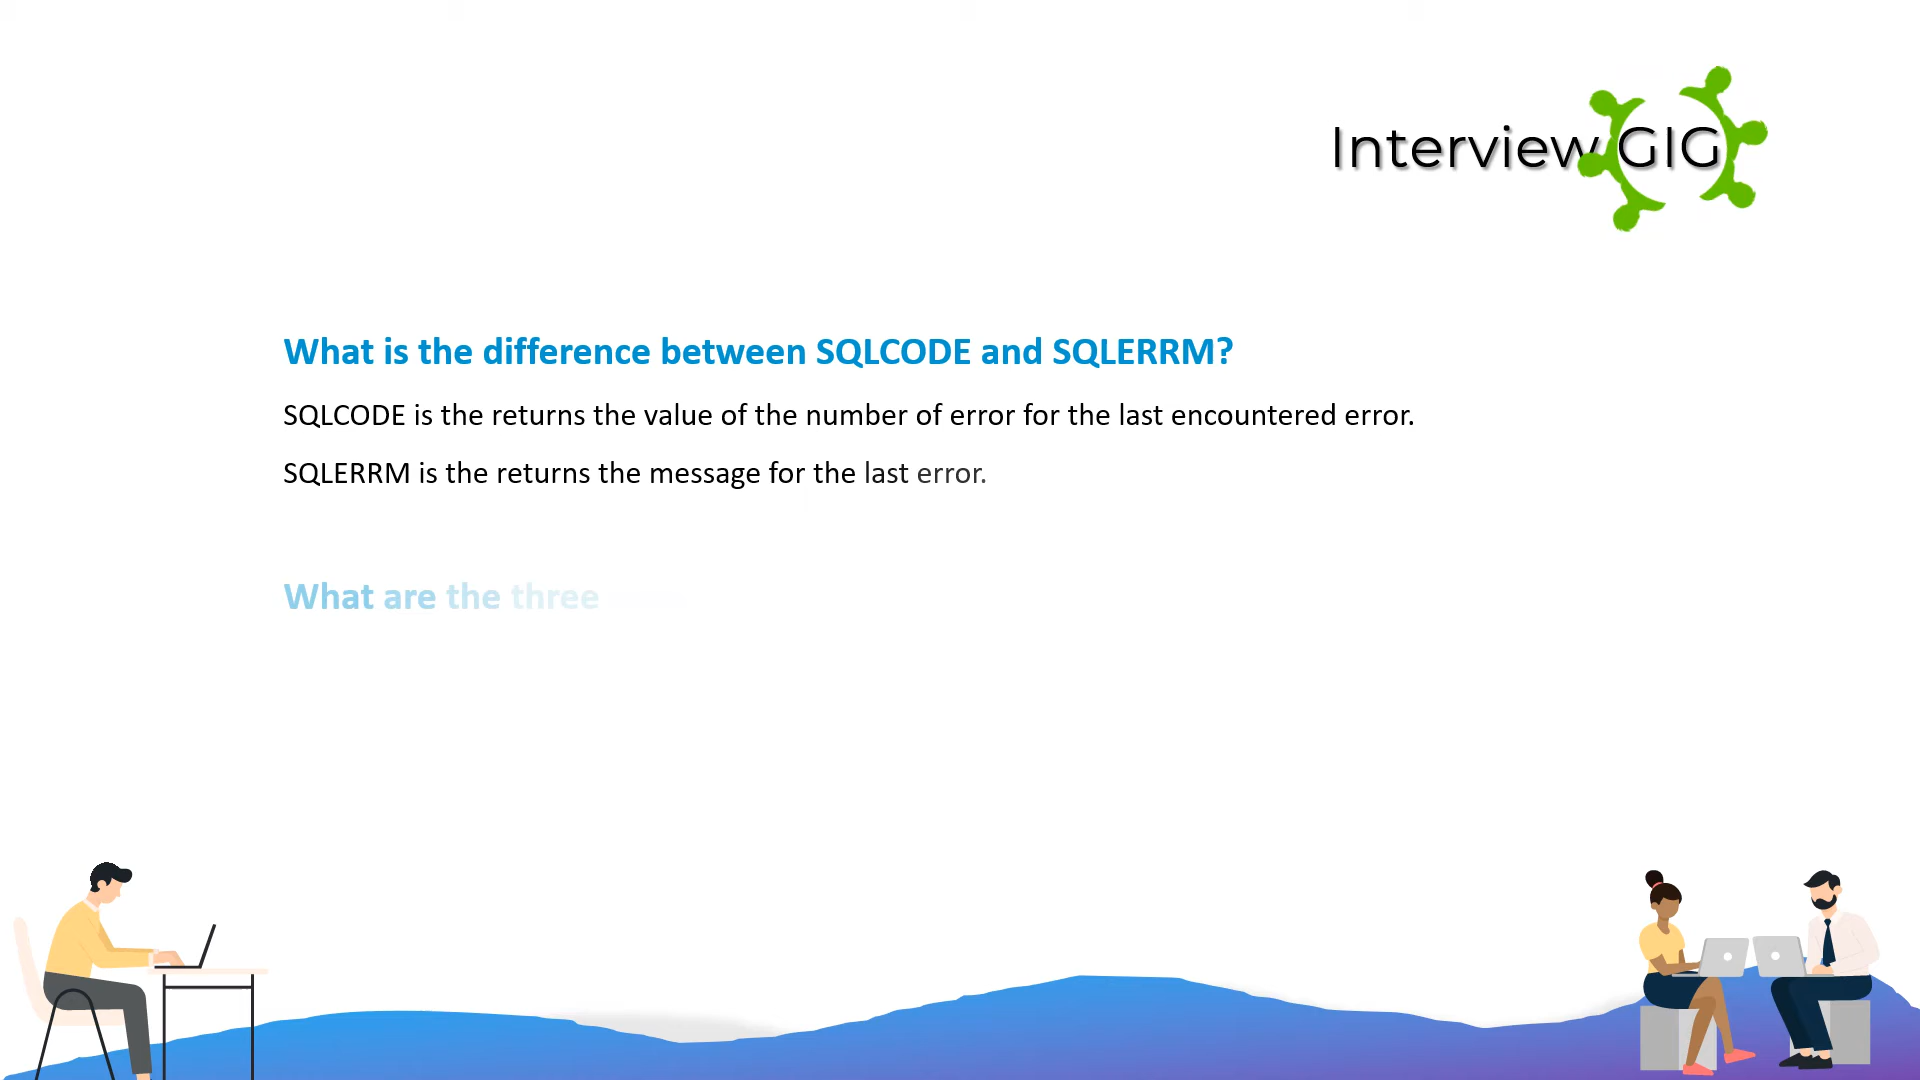 Interview GIG
What is the difference between SQLCODE and SQLERRM?
SQLCODE is the returns the value of the number of error for the last encountered error.
SQLERRM is the returns the message for the last error.
What are the three